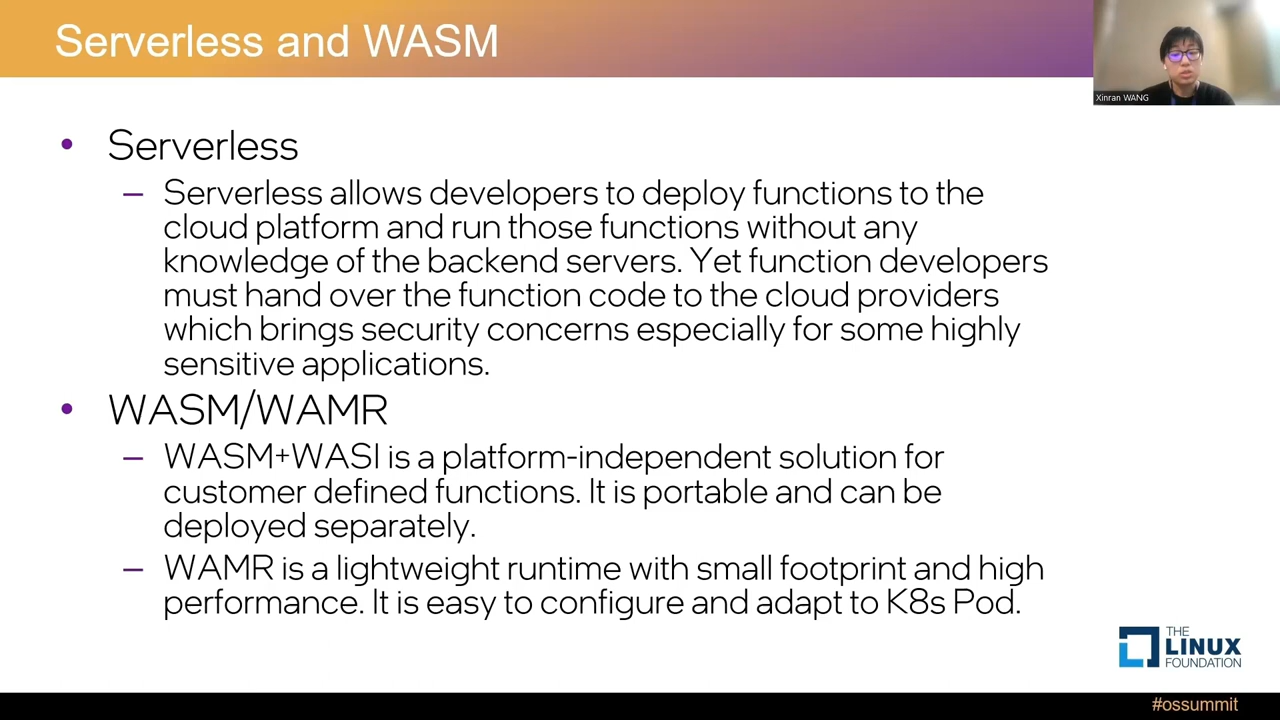 Serverless and WASM
Xinran WANG
• Serverless
– Serverless allows developers to deploy functions to the
cloud platform and run those functions without any
knowledge of the backend servers. Yet function developers
must hand over the function code to the cloud providers
which brings security concerns especially for some highly
sensitive applications.
• WASM/WAMR
– WASM+WASI is a platform-independent solution for
customer defined functions. It is portable and can be
deployed separately.
– WAMR is a lightweight runtime with small footprint and high
performance. It is easy to configure and adapt to K8s Pod.
THE
LINUX
FOUNDATION
#ossummit